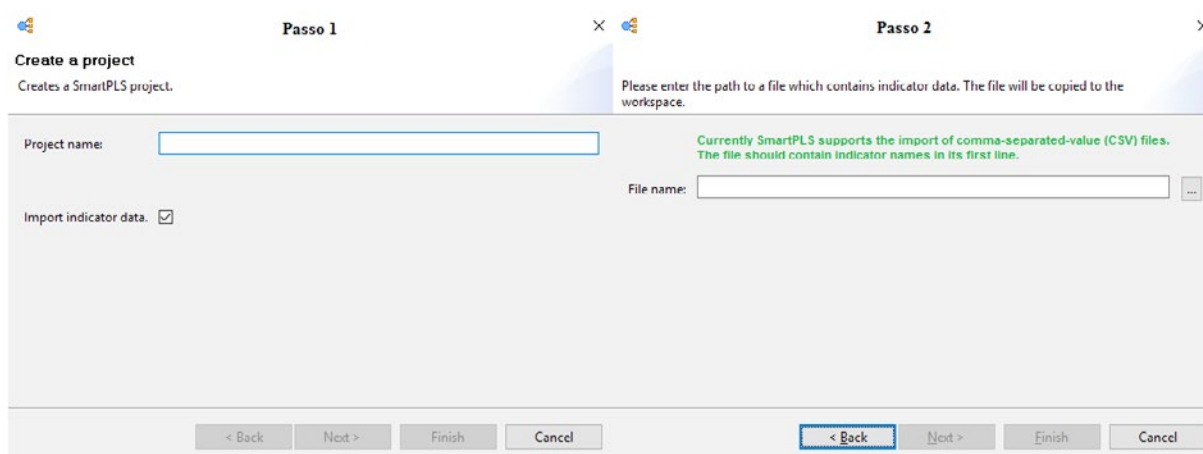 Passo 1
Create a project
Creates a SmartPLS project.
Project name:
Import indicator data.
< Back
Next >
Finish
Cancel
Passo 2
Please enter the path to a file which contains indicator data. The file will be copied to the
workspace.
Currently SmartPLS supports the import of comma-separated-value (CSV) files.
The file should contain indicator names in its first line.
File name:
...
< Back
Next >
Finish
Cancel